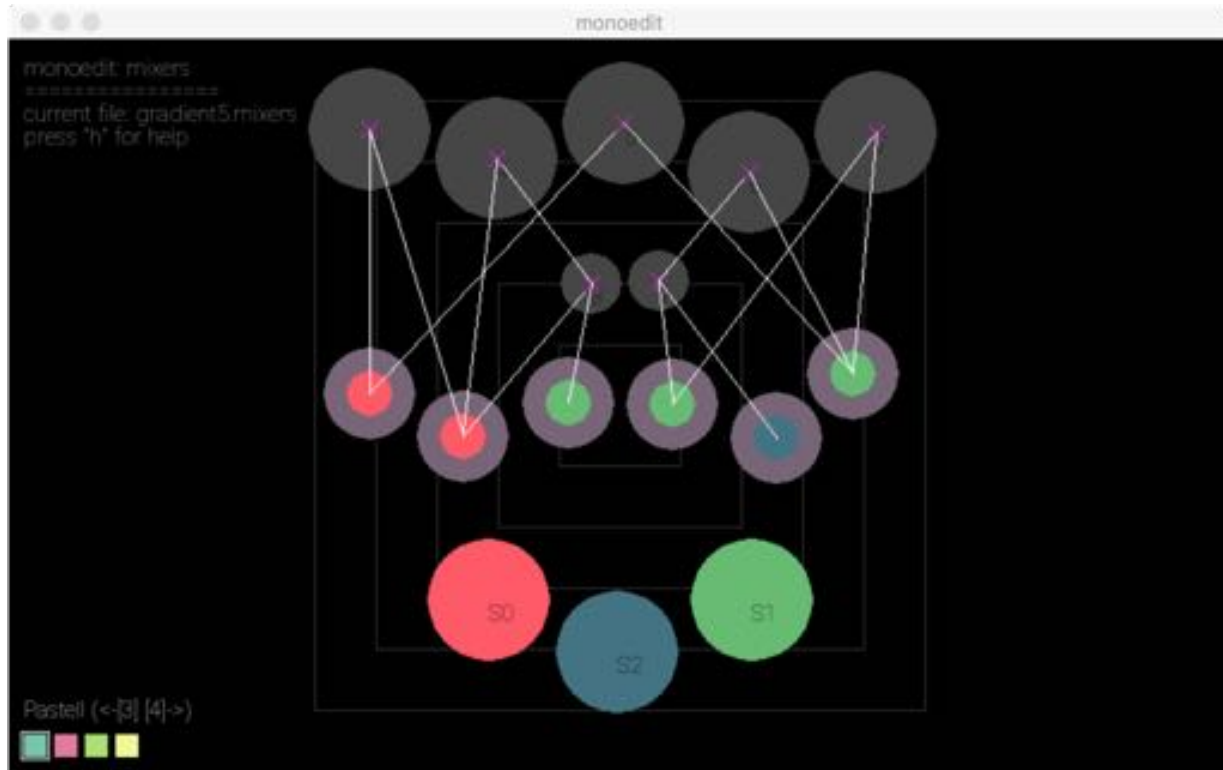 monoedit
monoedit: mixers
================
current file: gradient5.mixers
press "h" for help
S0
S1
S2
Pastell (<-[3] [4]->)